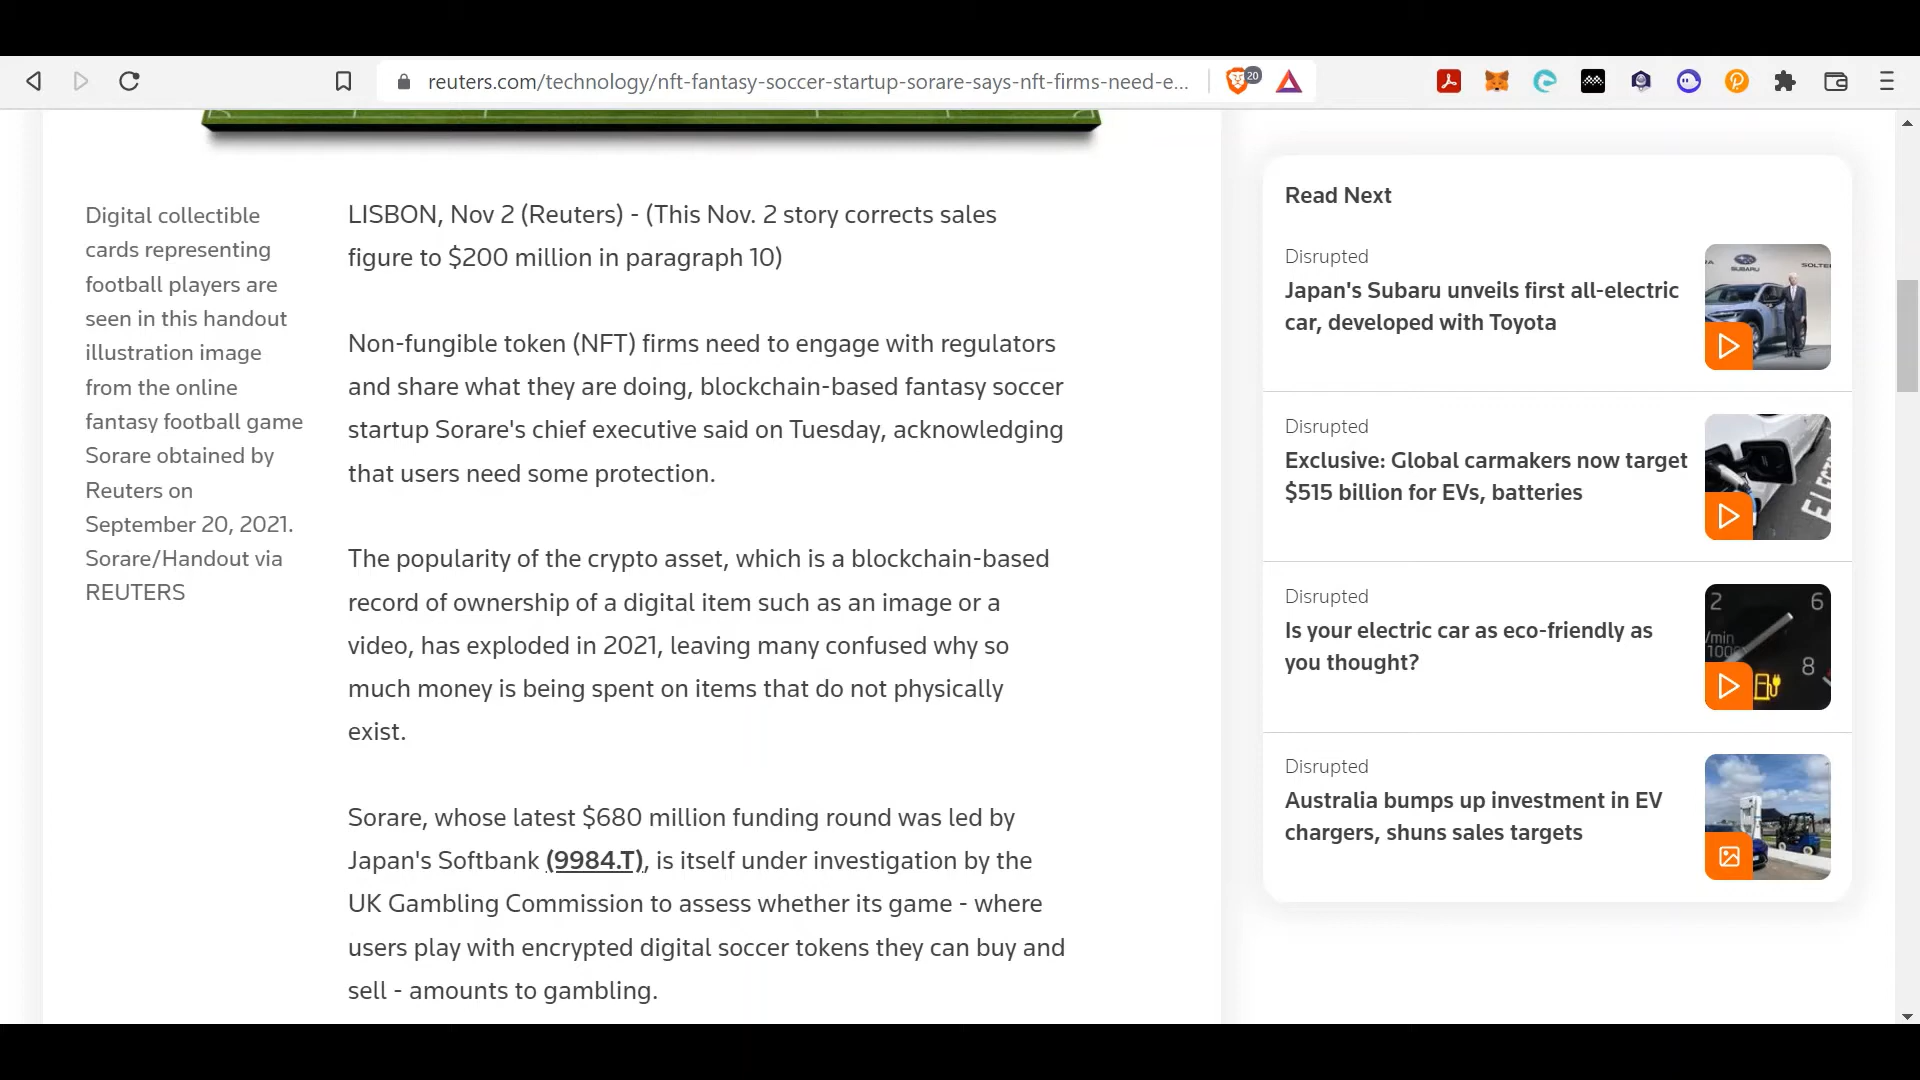 reuters.com/technology/nft-fantasy-soccer-startup-sorare-says-nft-firms-need-e...
20
Digital collectible
cards representing
football players are
seen in this handout
illustration image
from the online
fantasy football game
Sorare obtained by
Reuters on
September 20, 2021.
Sorare/Handout via
REUTERS
LISBON, Nov 2 (Reuters) - (This Nov. 2 story corrects sales
figure to $200 million in paragraph 10)
Non-fungible token (NFT) firms need to engage with regulators
and share what they are doing, blockchain-based fantasy soccer
startup Sorare's chief executive said on Tuesday, acknowledging
that users need some protection.
The popularity of the crypto asset, which is a blockchain-based
record of ownership of a digital item such as an image or a
video, has exploded in 2021, leaving many confused why so
much money is being spent on items that do not physically
exist.
Sorare, whose latest $680 million funding round was led by
Japan's Softbank (9984.T), is itself under investigation by the
UK Gambling Commission to assess whether its game - where
users play with encrypted digital soccer tokens they can buy and
sell - amounts to gambling.
Read Next
Disrupted
Japan's Subaru unveils first all-electric
car, developed with Toyota
SUBARU
SOLTE
Disrupted
Exclusive: Global carmakers now target
$515 billion for EVs, batteries
ELECT
Disrupted
Is your electric car as eco-friendly as
you thought?
2 6
/min
1000
8
Disrupted
Australia bumps up investment in EV
chargers, shuns sales targets